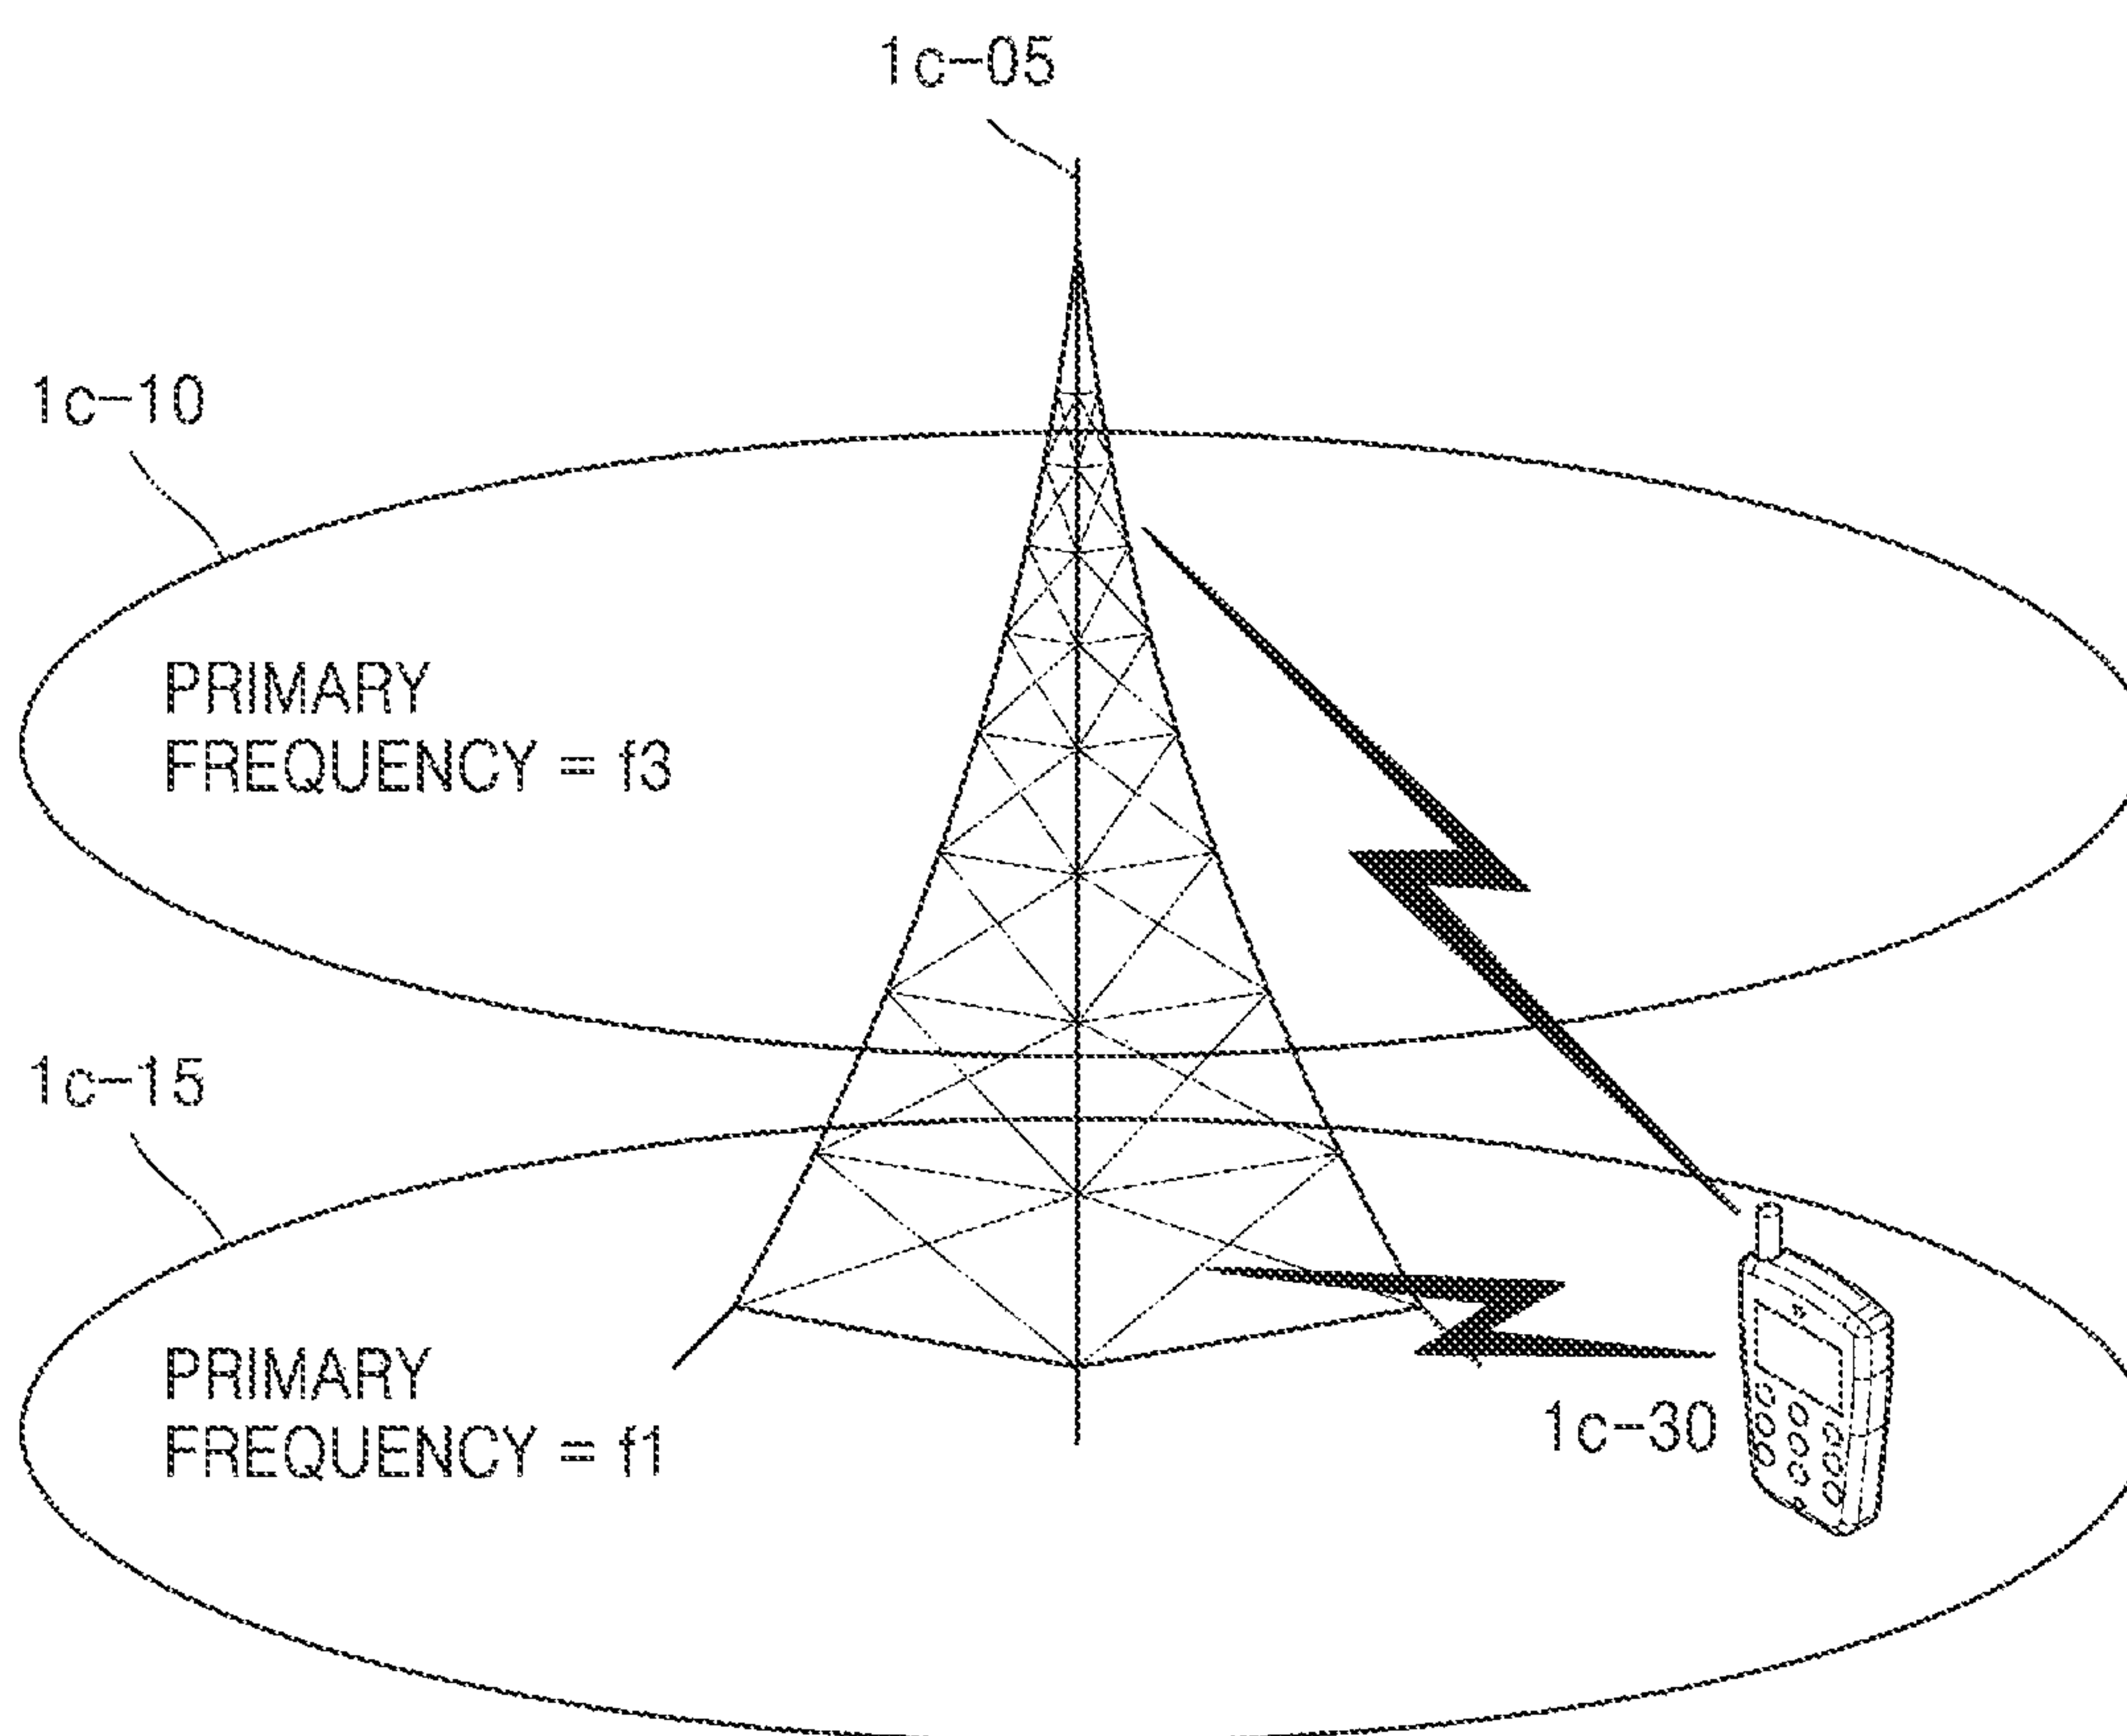 1c-05
1c-10
PRIMARY
FREQUENCY = f3
1c-15
PRIMARY
FREQUENCY = f1
1c-30